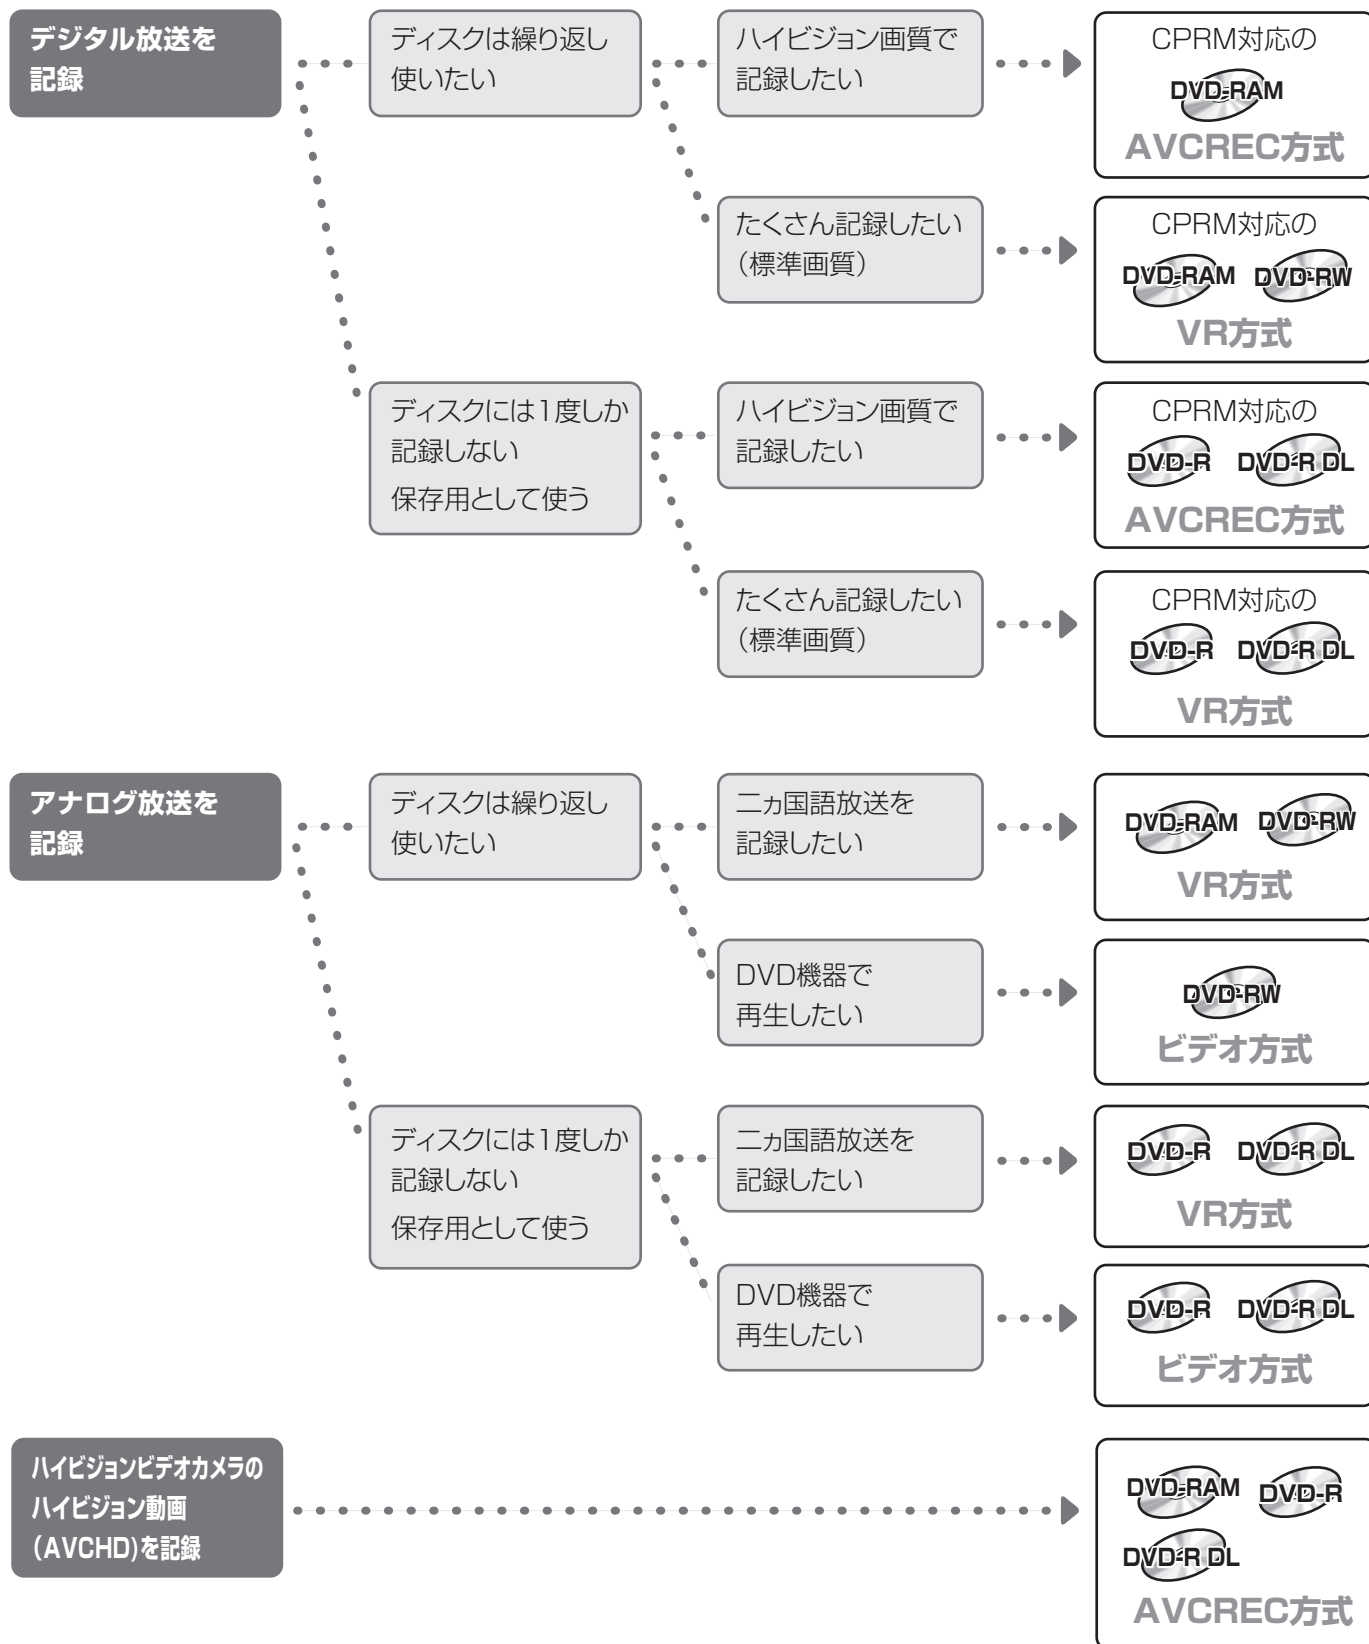 デジタル放送を
記録
ディスクは繰り返し
使いたい
ハイビジョン画質で
記録したい
CPRM対応の
DVD-RAM
AVCREC方式
たくさん記録したい
（標準画質）
CPRM対応の
DVD-RAM DVD-RW
VR方式
ディスクには1度しか
記録しない
保存用として使う
ハイビジョン画質で
記録したい
CPRM対応の
DVD-R DVD-R DL
AVCREC方式
たくさん記録したい
（標準画質）
CPRM対応の
DVD-R DVD-R DL
VR方式
アナログ放送を
記録
ディスクは繰り返し
使いたい
二ヵ国語放送を
記録したい
DVD-RAM DVD-RW
VR方式
DVD機器で
再生したい
DVD-RW
ビデオ方式
ディスクには1度しか
記録しない
保存用として使う
二ヵ国語放送を
記録したい
DVD-R DVD-R DL
VR方式
DVD機器で
再生したい
DVD-R DVD-R DL
ビデオ方式
ハイビジョンビデオカメラの
ハイビジョン動画
（AVCHD)を記録
DVD-RAM DVD-R
DVD-R DL
AVCREC方式